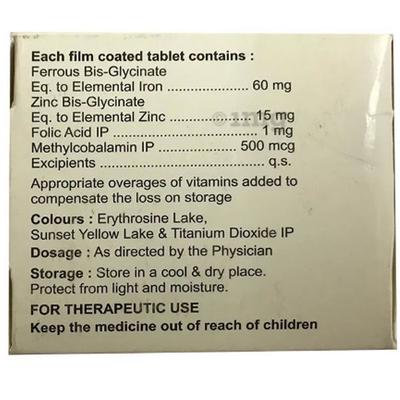 Each film coated tablet contains :
Ferrous Bis-Glycinate
Eq. to Elemental Iron ...................... 60 mg
Zinc Bis-Glycinate
Eq. to Elemental Zinc ...................... 15 mg
Folic Acid IP ...................................... 1 mg
Methylcobalamin IP ..................... 500 mcg
Excipients ........................................... q.s.
Appropriate overages of vitamins added to
compensate the loss on storage
Colours : Erythrosine Lake,
Sunset Yellow Lake & Titanium Dioxide IP
Dosage : As directed by the Physician
Storage : Store in a cool & dry place.
Protect from light and moisture.
FOR THERAPEUTIC USE
Keep the medicine out of reach of children